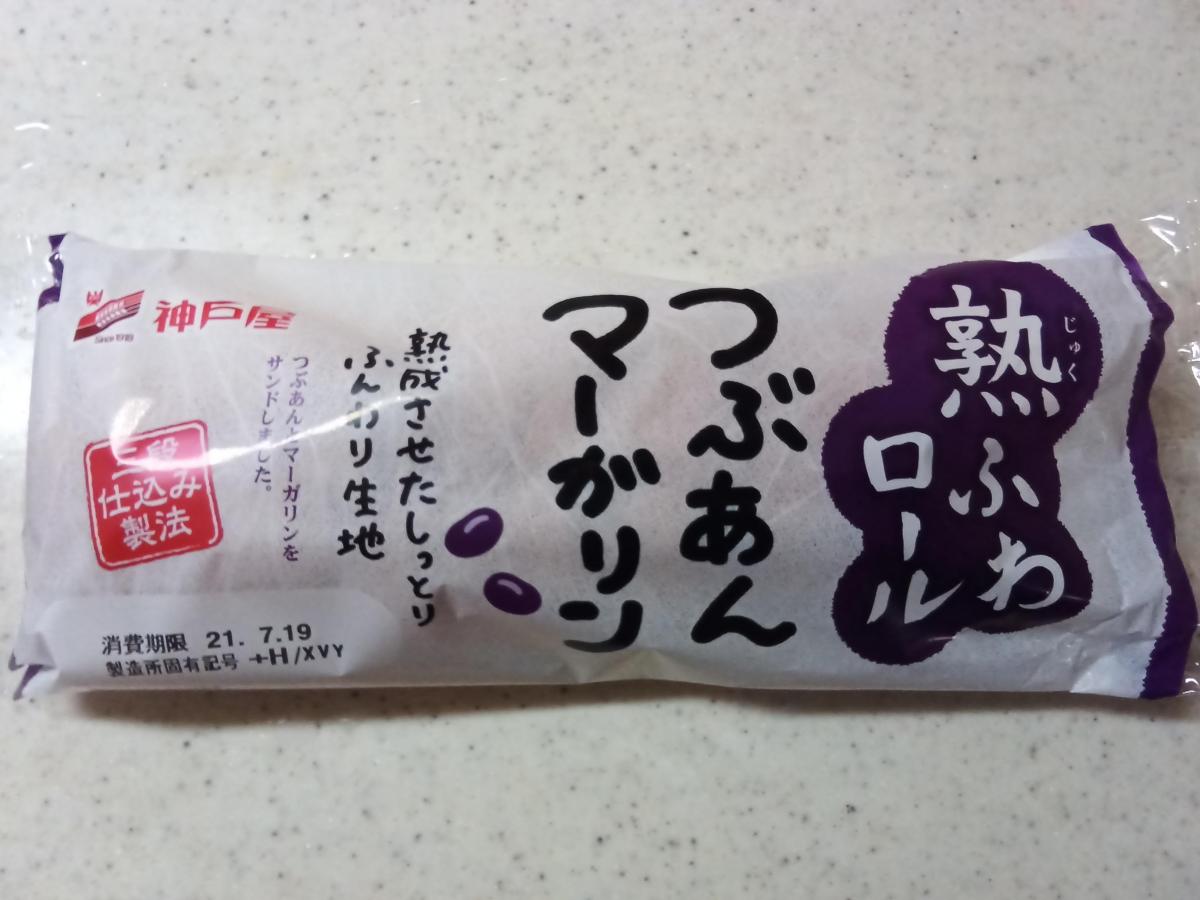 熟ふわ
じゅく
ロール
つぶあん
マーガリン
熟成させたしっとり
ふんわり生地
つぶあんとマーガリンを
サンドしました。
神戸屋
Since 1918
三段
仕込み
製法
消費期限 21. 7.19
製造所固有記号 +H/XVY